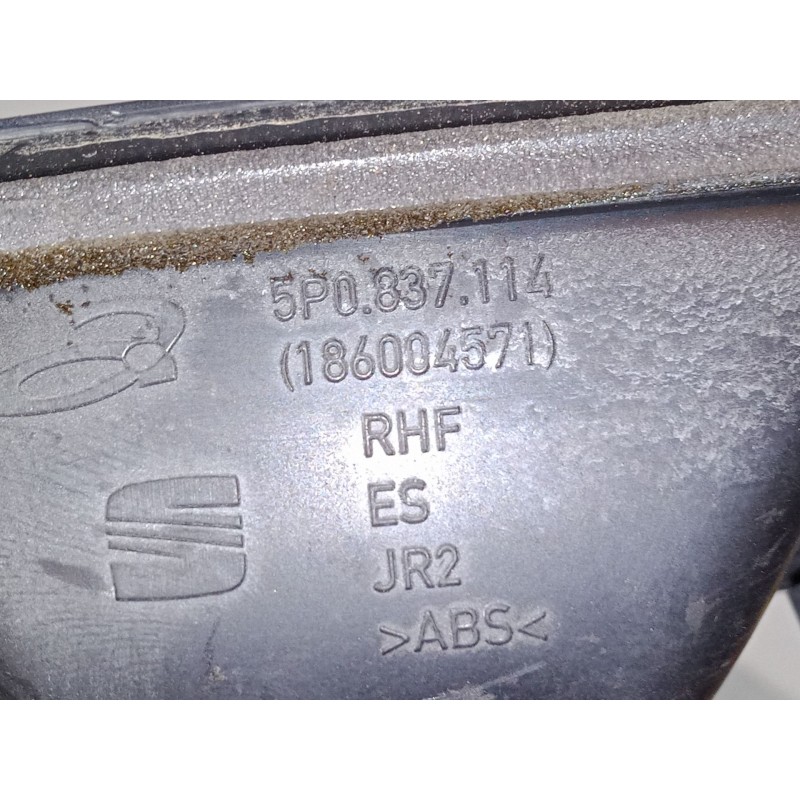 5P0.837.114
(186004571)
RHF
ES
JR2
>ABS<